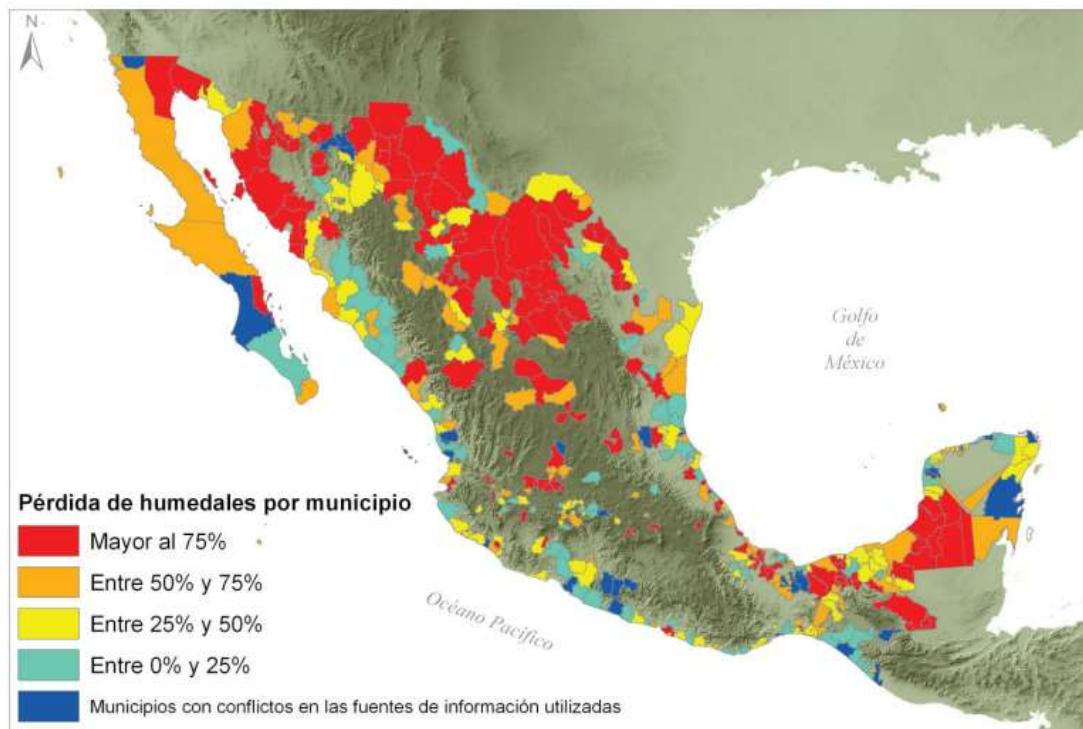 N
Golfo
de
México
Océano Pacífico
Pérdida de humedales por municipio
Mayor al 75%
Entre 50% y 75%
Entre 25% y 50%
Entre 0% y 25%
Municipios con conflictos en las fuentes de información utilizadas